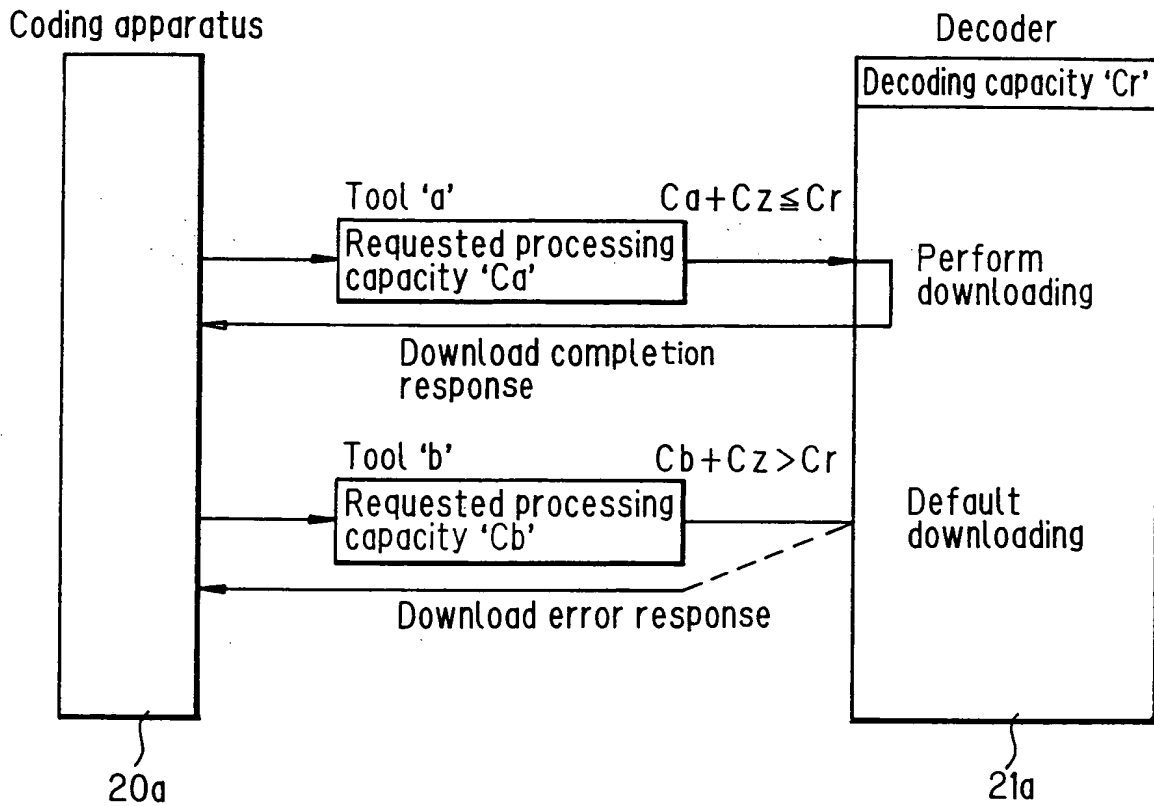 Coding apparatus
Decoder
Decoding capacity ‘Cr’
Tool ‘a’
Ca+Cz≦Cr
Requested processing
capacity ‘Ca’
Perform
downloading
Download completion
response
Tool ‘b’
Cb+Cz>Cr
Requested processing
capacity ‘Cb’
Default
downloading
Download error response
20a
21a